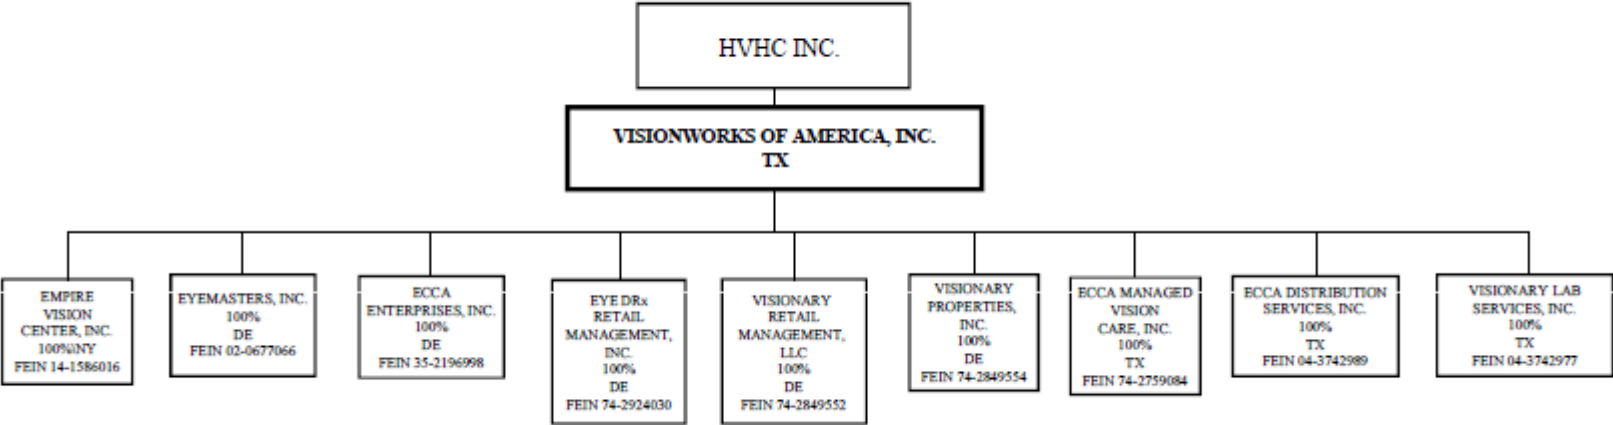 HVHC INC.
VISIONWORKS OF AMERICA, INC.
TX
EMPIRE
VISION
CENTER, INC.
100%\NY
FEIN 14-1586016
EYEMASTERS, INC.
100%
DE
FEIN 02-0677066
ECCA
ENTERPRISES, INC.
100%
DE
FEIN 35-2196998
EYE DRx
RETAIL
MANAGEMENT,
INC.
100%
DE
FEIN 74-2924030
VISIONARY
RETAIL
MANAGEMENT,
LLC
100%
DE
FEIN 74-2849552
VISIONARY
PROPERTIES,
INC.
100%
DE
FEIN 74-2849554
ECCA MANAGED
VISION
CARE, INC.
100%
TX
FEIN 74-2759084
ECCA DISTRIBUTION
SERVICES, INC.
100%
TX
FEIN 04-3742989
VISIONARY LAB
SERVICES, INC.
100%
TX
FEIN 04-3742977